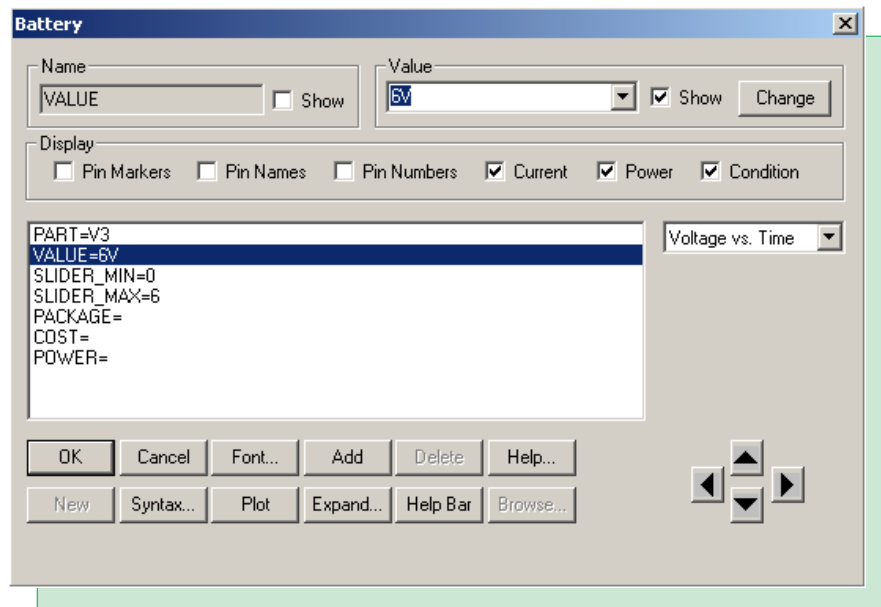 Battery
Name
Value
VALUE
Show
6V
Show
Change
Display
Pin Markers
Pin Names
Pin Numbers
Current
Power
Condition
PART=V3
VALUE=6V
SLIDER_MIN=0
SLIDER_MAX=6
PACKAGE=
COST=
POWER=
Voltage vs. Time
OK
Cancel
Font...
Add
Delete
Help...
New
Syntax...
Plot
Expand...
Help Bar
Browse...